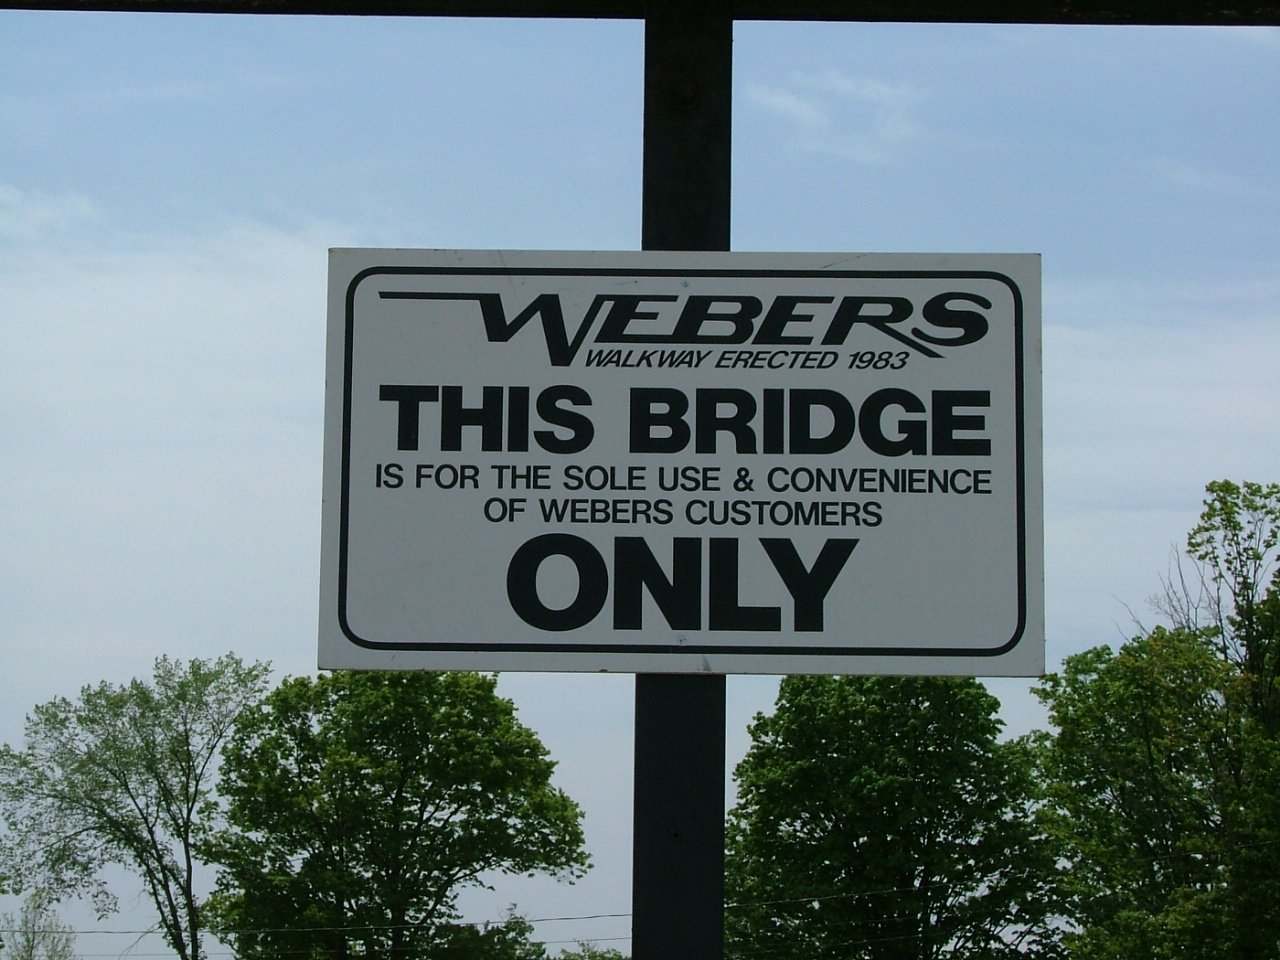 WEBERS
WALKWAY ERECTED 1983
THIS BRIDGE
IS FOR THE SOLE USE & CONVENIENCE
OF WEBERS CUSTOMERS
ONLY